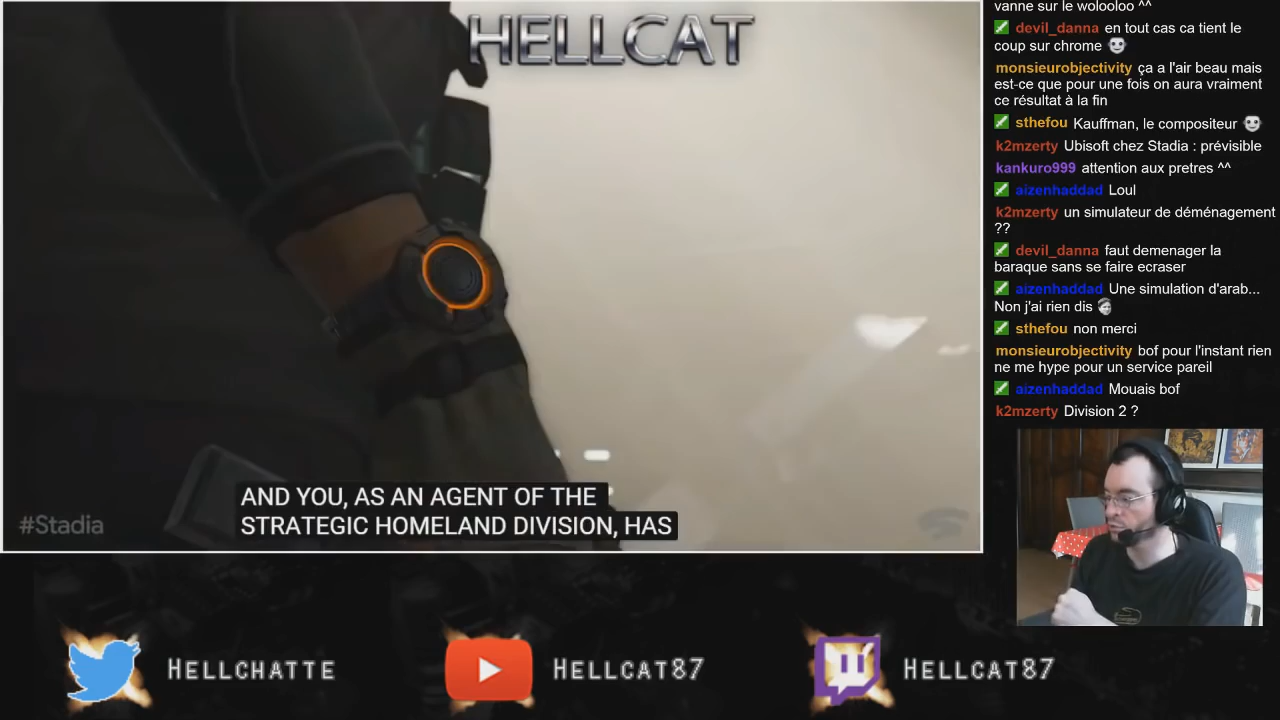 HELLCAT
#Stadia
AND YOU, AS AN AGENT OF THE
STRATEGIC HOMELAND DIVISION, HAS
vanne sur le wolooloo ^^
devil_danna en tout cas ca tient le
coup sur chrome
monsieurobjectivity ça a l'air beau mais
est-ce que pour une fois on aura vraiment
ce résultat à la fin
sthefou Kauffman, le compositeur
k2mzerty Ubisoft chez Stadia : prévisible
kankuro999 attention aux pretres ^^
aizenhaddad Loul
k2mzerty un simulateur de déménagement
??
devil_danna faut demenager la
baraque sans se faire ecraser
aizenhaddad Une simulation d'arab...
Non j'ai rien dis
sthefou non merci
monsieurobjectivity bof pour l'instant rien
ne me hype pour un service pareil
aizenhaddad Mouais bof
k2mzerty Division 2 ?
HELLCHATTE
HELLCAT87
HELLCAT87